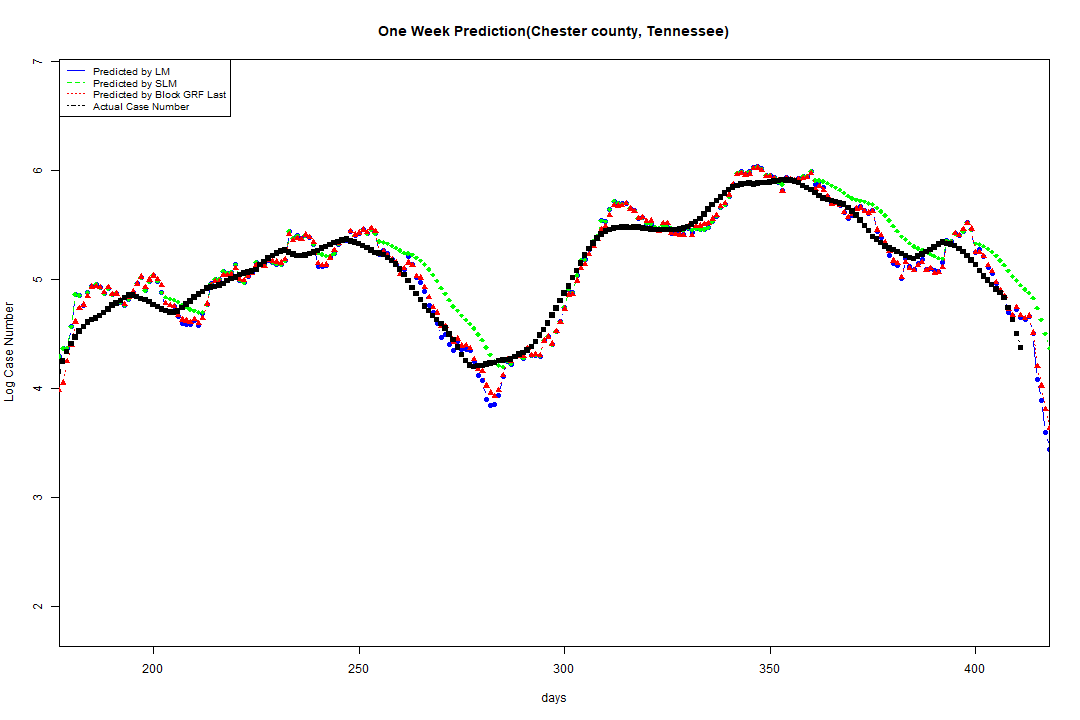 One Week Prediction(Chester county, Tennessee)
Predicted by LM
Predicted by SLM
Predicted by Block GRF Last
Actual Case Number
7
6
5
4
3
2
Log Case Number
200 250 300 350 400
days